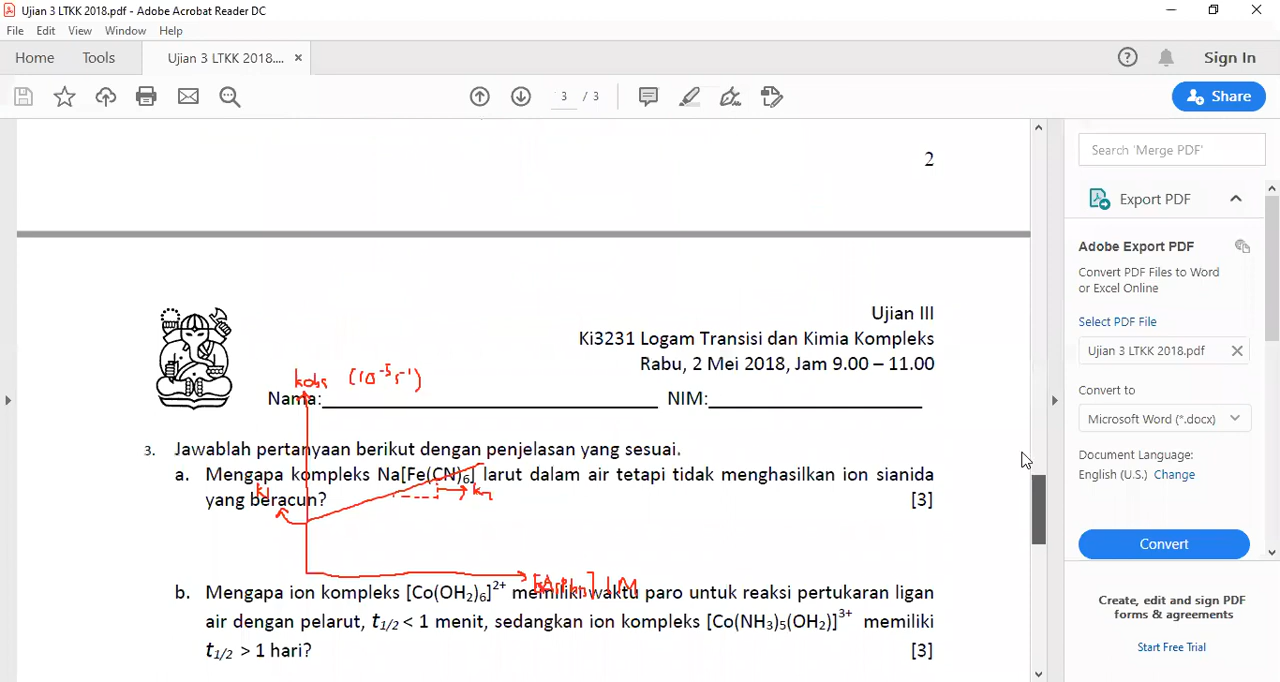 Ujian 3 LTKK 2018.pdf - Adobe Acrobat Reader DC
File Edit View Window Help
Home Tools Ujian 3 LTKK 2018.... × Sign In
3 / 3 Share
2
Ujian III
Ki3231 Logam Transisi dan Kimia Kompleks
Rabu, 2 Mei 2018, Jam 9.00 – 11.00
kobs (10⁻⁵s⁻¹)
Nama: NIM:
3. Jawablah pertanyaan berikut dengan penjelasan yang sesuai.
a. Mengapa kompleks Na[Fe(CN)₆] larut dalam air tetapi tidak menghasilkan ion sianida
yang beracun? [3]
k₁
b. Mengapa ion kompleks [Co(OH₂)₆]²⁺ memiliki waktu paro untuk reaksi pertukaran ligan
air dengan pelarut, t₁/₂ < 1 menit, sedangkan ion kompleks [Co(NH₃)₅(OH₂)]³⁺ memiliki
t₁/₂ > 1 hari? [3]
Search 'Merge PDF'
Export PDF
Adobe Export PDF
Convert PDF Files to Word
or Excel Online
Select PDF File
Ujian 3 LTKK 2018.pdf ×
Convert to
Microsoft Word (*.docx)
Document Language:
English (U.S.) Change
Convert
Create, edit and sign PDF
forms & agreements
Start Free Trial